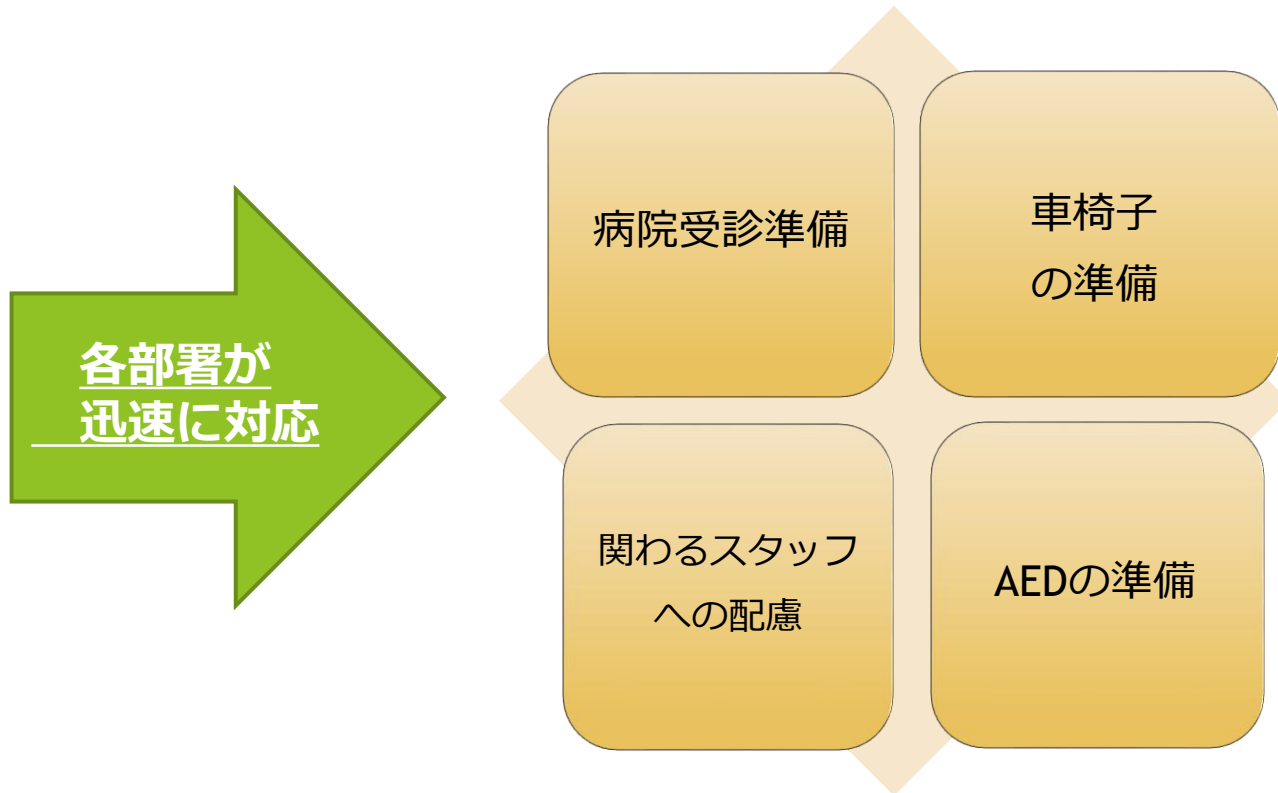 各部署が
迅速に対応
病院受診準備
車椅子
の準備
関わるスタッフ
への配慮
AEDの準備